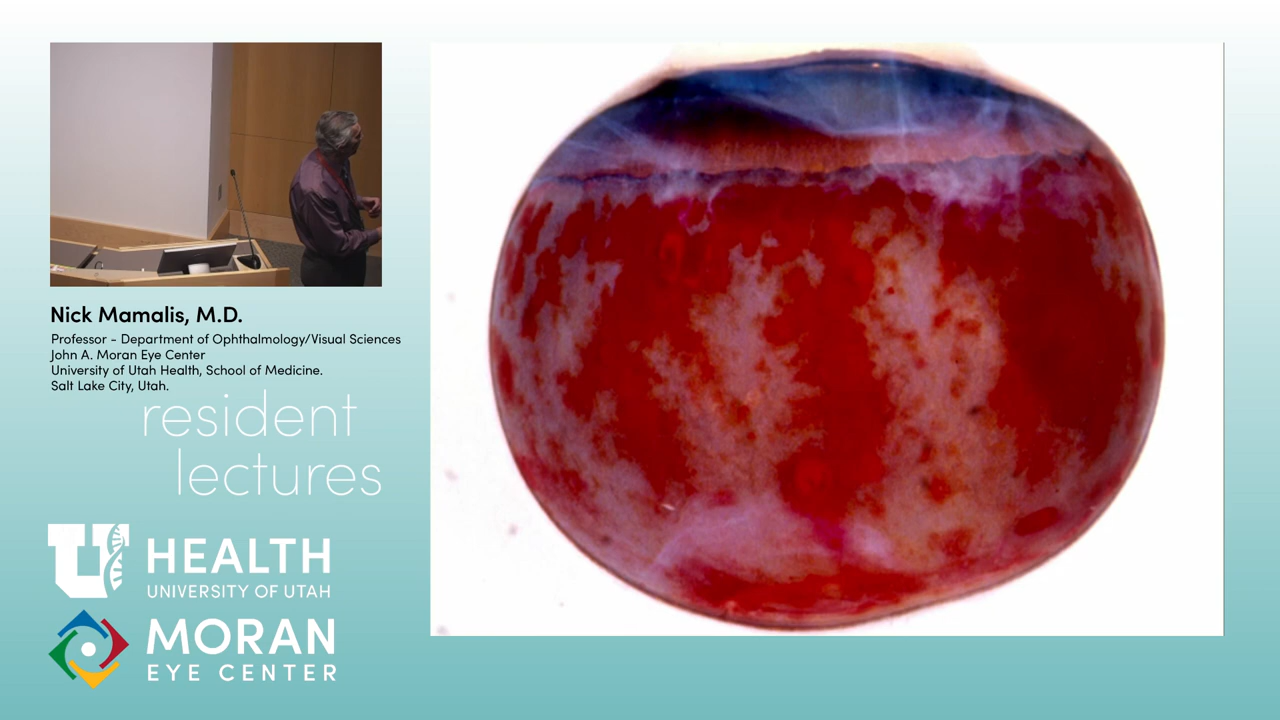 Nick Mamalis, M.D.
Professor - Department of Ophthalmology/Visual Sciences
John A. Moran Eye Center
University of Utah Health, School of Medicine.
Salt Lake City, Utah.
resident
lectures
U HEALTH
UNIVERSITY OF UTAH
MORAN
EYE CENTER